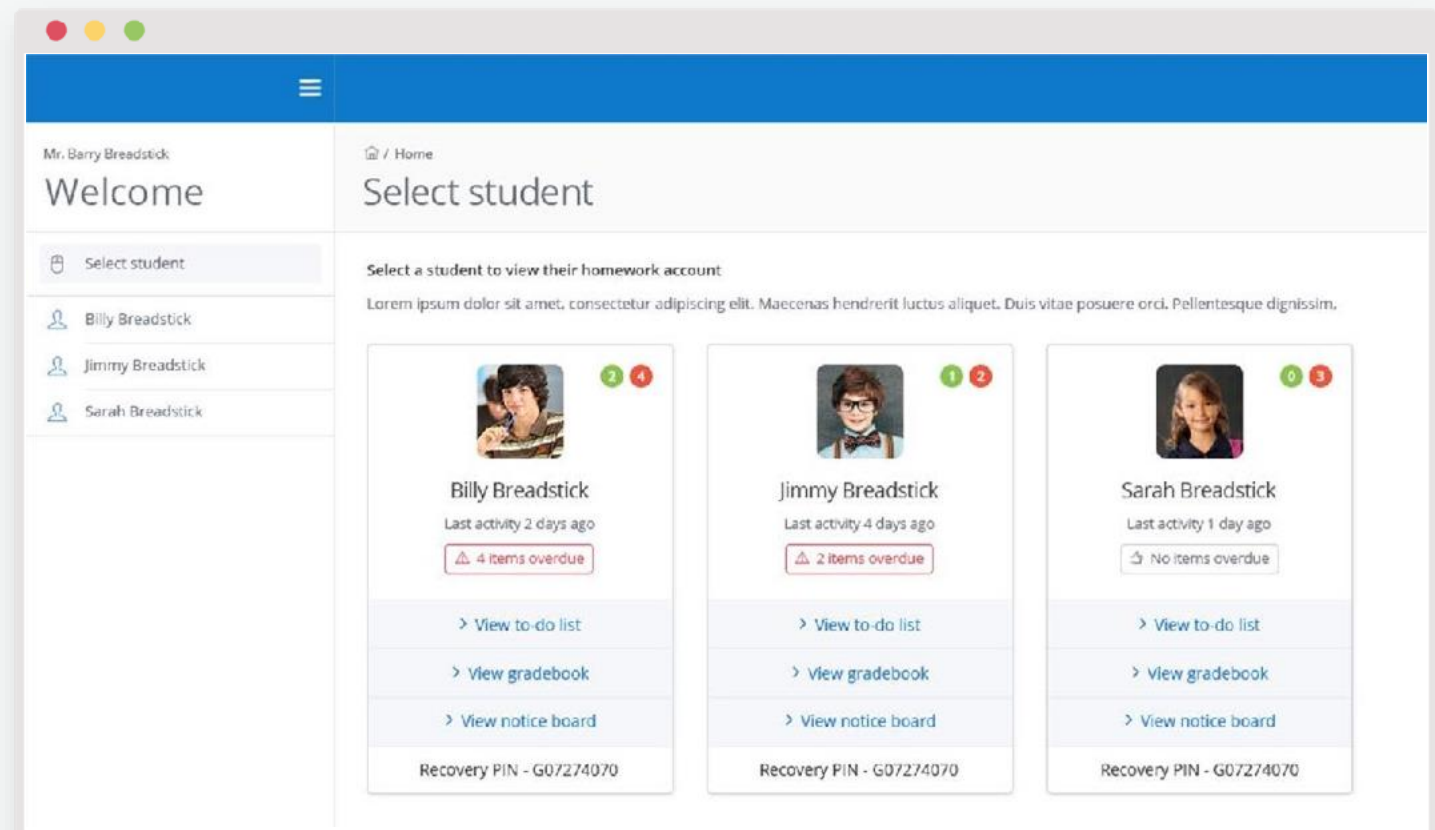 Mr. Barry Breadstick
Welcome
Select student
Billy Breadstick
Jimmy Breadstick
Sarah Breadstick
/ Home
Select student
Select a student to view their homework account
Lorem ipsum dolor sit amet, consectetur adipiscing elit. Maecenas hendrerit luctus aliquet. Duis vitae posuere orci. Pellentesque dignissim.
2 4
Billy Breadstick
Last activity 2 days ago
4 items overdue
> View to-do list
> View gradebook
> View notice board
Recovery PIN - G07274070
1 2
Jimmy Breadstick
Last activity 4 days ago
2 items overdue
> View to-do list
> View gradebook
> View notice board
Recovery PIN - G07274070
0 3
Sarah Breadstick
Last activity 1 day ago
No items overdue
> View to-do list
> View gradebook
> View notice board
Recovery PIN - G07274070